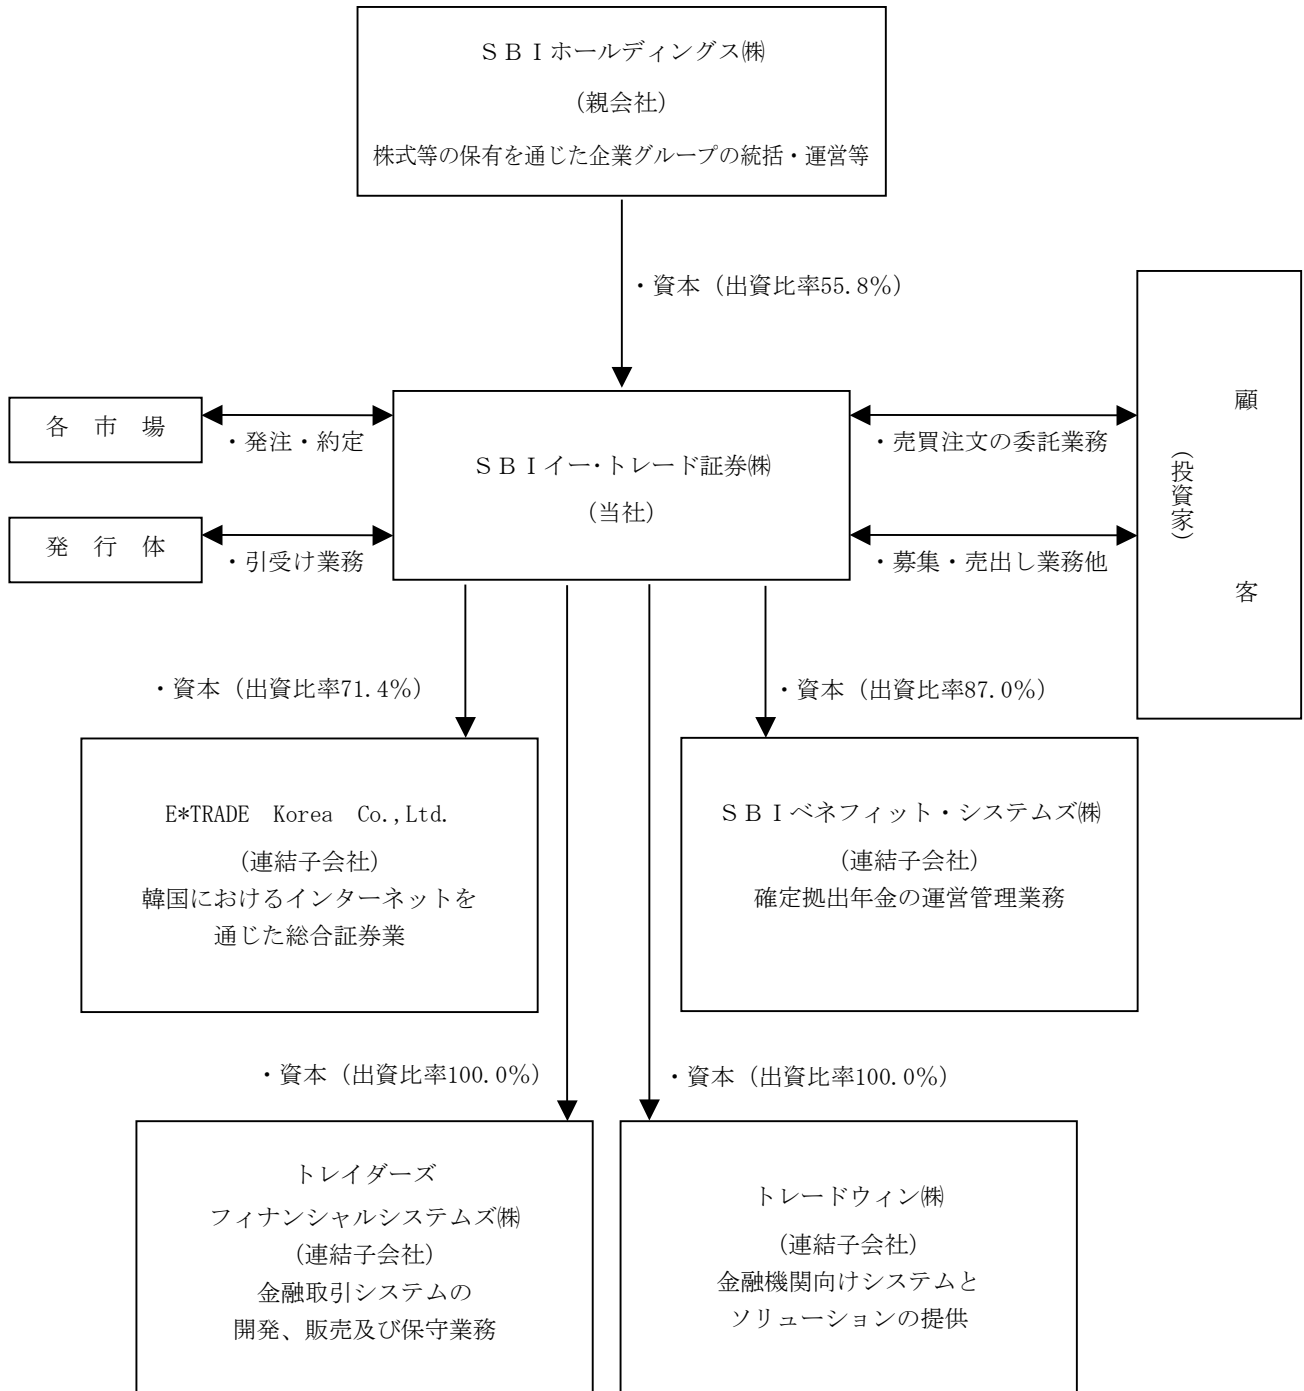 ＳＢＩホールディングス㈱
（親会社）
株式等の保有を通じた企業グループの統括・運営等
・資本（出資比率55.8％）
各　市　場
・発注・約定
発　行　体
・引受け業務
ＳＢＩイー・トレード証券㈱
（当社）
・売買注文の委託業務
・募集・売出し業務他
顧　客
（投資家）
・資本（出資比率71.4％）
・資本（出資比率87.0％）
E*TRADE　Korea　Co.,Ltd.
（連結子会社）
韓国におけるインターネットを
通じた総合証券業
ＳＢＩベネフィット・システムズ㈱
（連結子会社）
確定拠出年金の運営管理業務
・資本（出資比率100.0％）
・資本（出資比率100.0％）
トレイダーズ
フィナンシャルシステムズ㈱
（連結子会社）
金融取引システムの
開発、販売及び保守業務
トレードウィン㈱
（連結子会社）
金融機関向けシステムと
ソリューションの提供